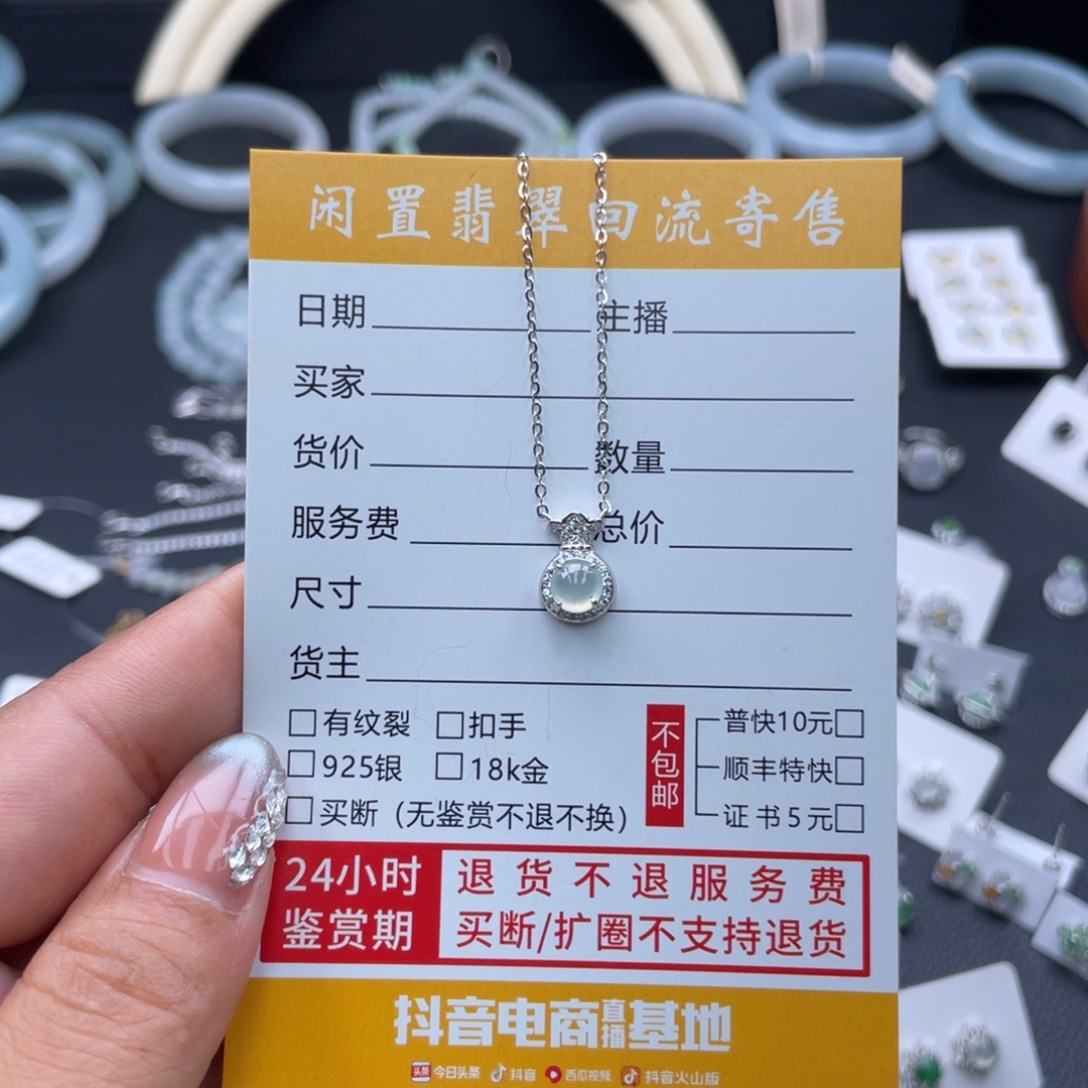 闲置翡翠回流寄售
日期 主播
买家
货价 数量
服务费 总价
尺寸
货主
□有纹裂 □扣手
□925银 □18k金
□买断（无鉴赏不退不换）
不包邮
普快10元□
顺丰特快□
证书5元□
24小时
鉴赏期
退货不退服务费
买断/扩圈不支持退货
抖音电商直播基地
头条 今日头条 抖音 西瓜视频 抖音火山版